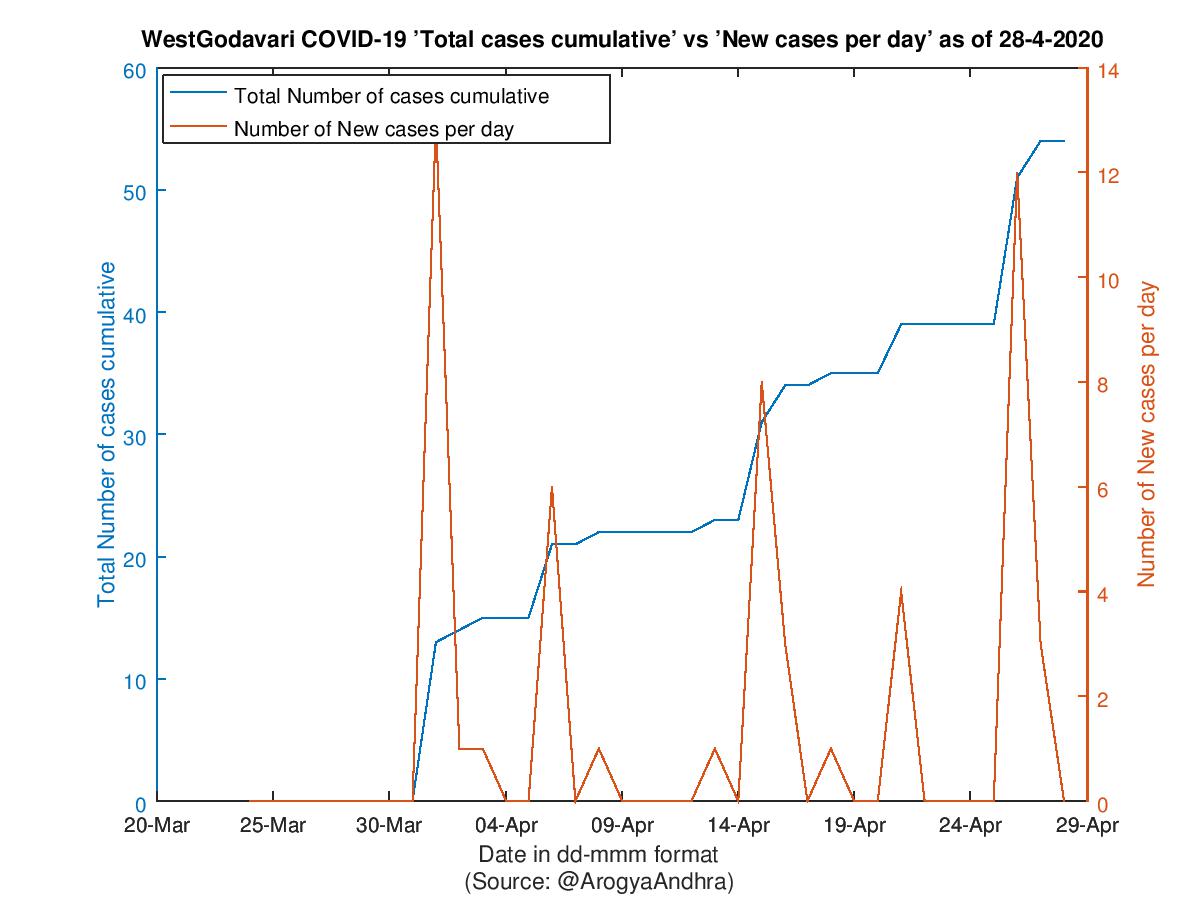 WestGodavari COVID-19 ’Total cases cumulative’ vs ’New cases per day’ as of 28-4-2020
Total Number of cases cumulative
Number of New cases per day
60
50
40
30
20
10
0
Total Number of cases cumulative
14
12
10
8
6
4
2
0
Number of New cases per day
20-Mar 25-Mar 30-Mar 04-Apr 09-Apr 14-Apr 19-Apr 24-Apr 29-Apr
Date in dd-mmm format
(Source: @ArogyaAndhra)